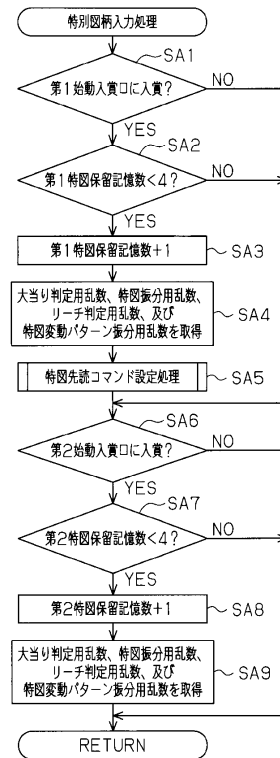 特別図柄入力処理
SA1
第1始動入賞口に入賞?
NO
YES
SA2
第1特図保留記憶数<4?
NO
YES
第1特図保留記憶数+1
SA3
大当り判定用乱数、特図振分用乱数、
リーチ判定用乱数、及び
特図変動パターン振分用乱数を取得
SA4
特図先読コマンド設定処理
SA5
SA6
第2始動入賞口に入賞?
NO
YES
SA7
第2特図保留記憶数<4?
NO
YES
第2特図保留記憶数+1
SA8
大当り判定用乱数、特図振分用乱数、
リーチ判定用乱数、及び
特図変動パターン振分用乱数を取得
SA9
RETURN